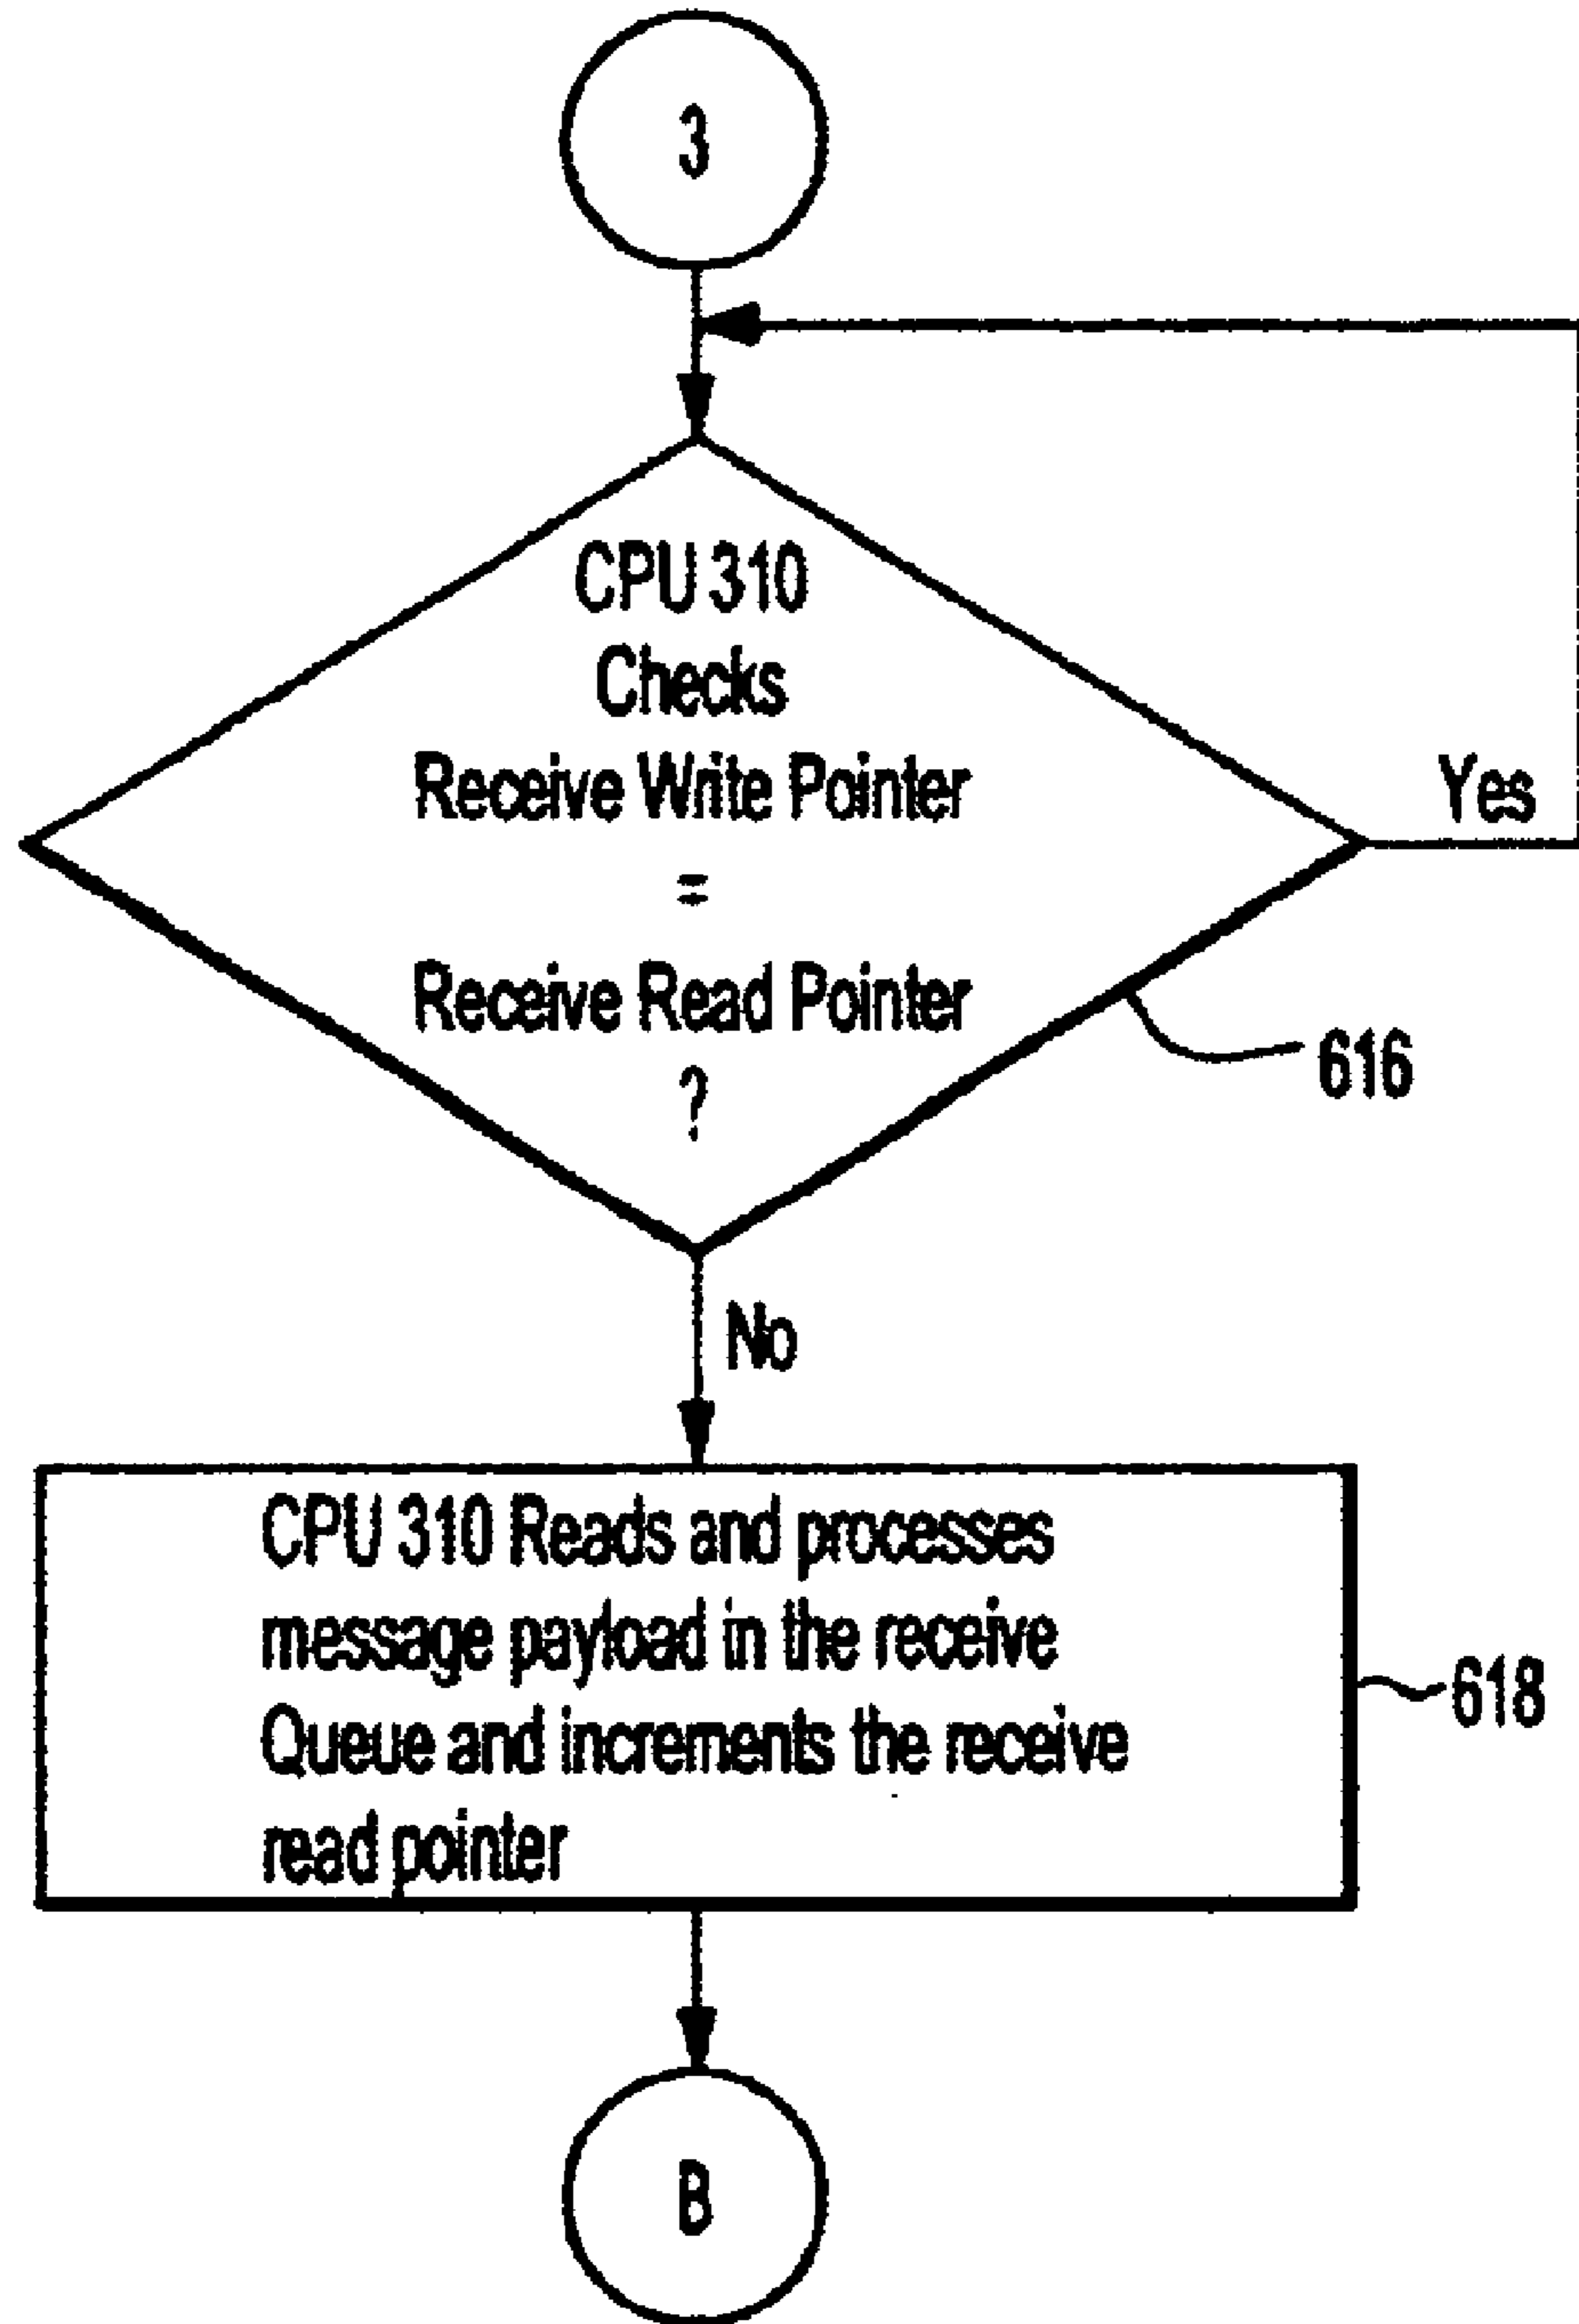 3
CPU 310
Checks
Receive Write Pointer
=
Receive Read Pointer
?
Yes
616
No
CPU 310 Reads and processes
message payload in the receive
Queue and increments the receive
read pointer
618
B